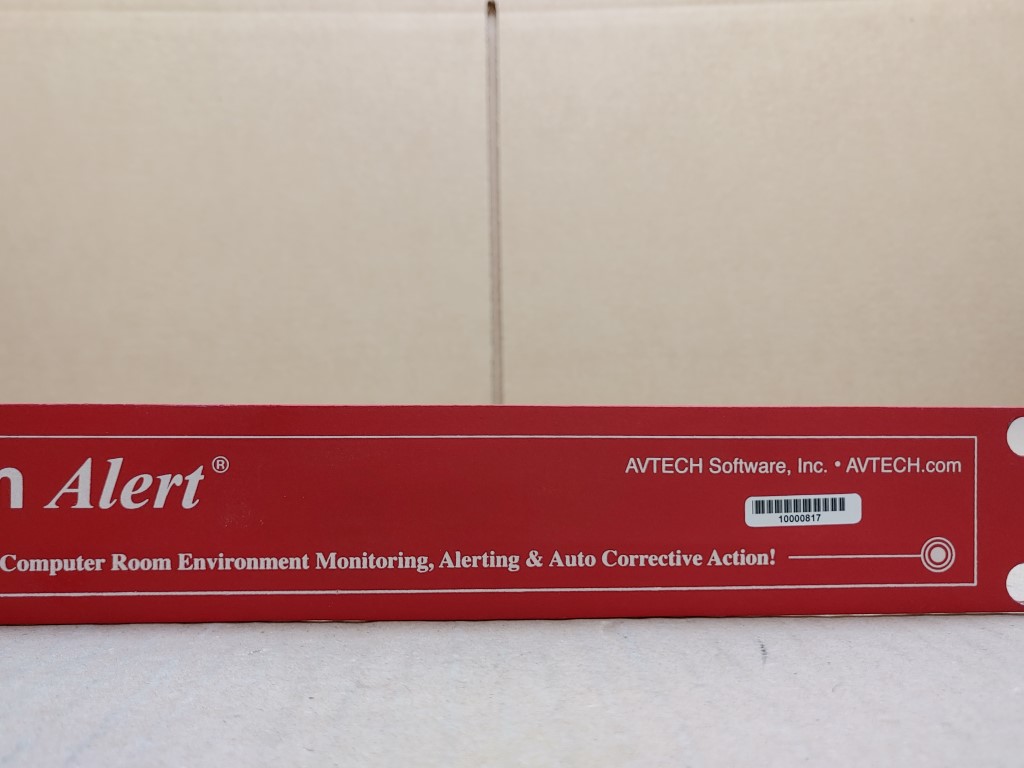 n Alert®
AVTECH Software, Inc. • AVTECH.com
10000817
Computer Room Environment Monitoring, Alerting & Auto Corrective Action!